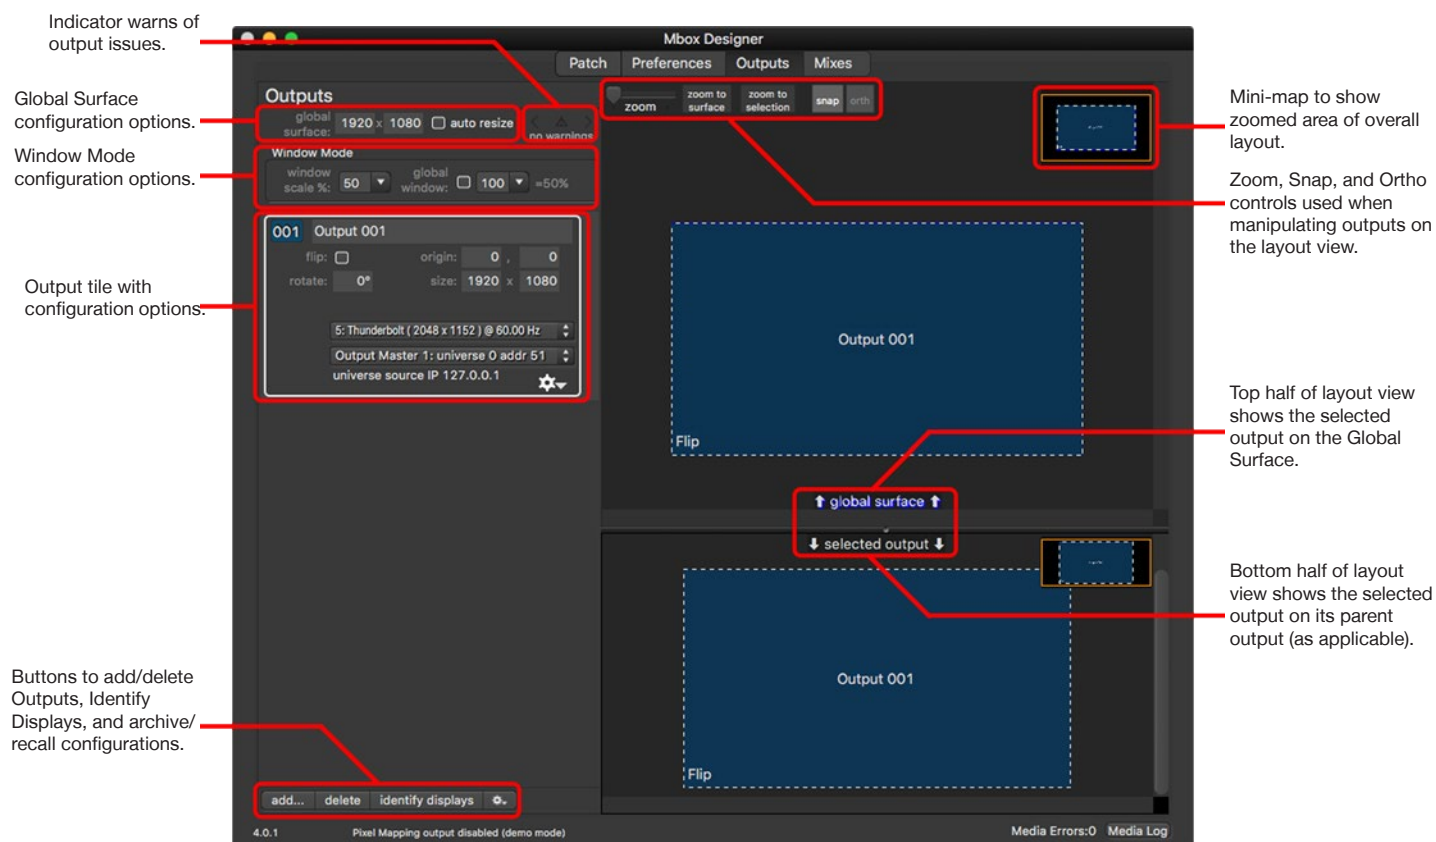 Indicator warns of
output issues.
Global Surface
configuration options.
Window Mode
configuration options.
Output tile with
configuration options.
Buttons to add/delete
Outputs, Identify
Displays, and archive/
recall configurations.
Mbox Designer
Patch Preferences Outputs Mixes
Outputs
global
surface: 1920 x 1080 auto resize
no warnings
Window Mode
window
scale %: 50
global
window: 100 =50%
001 Output 001
flip: origin: 0 , 0
rotate: 0° size: 1920 x 1080
5: Thunderbolt ( 2048 x 1152 ) @ 60.00 Hz
Output Master 1: universe 0 addr 51
universe source IP 127.0.0.1
add... delete identify displays
4.0.1 Pixel Mapping output disabled (demo mode)
zoom
zoom to
surface
zoom to
selection
snap orth
Output 001
Flip
global surface
selected output
Output 001
Flip
Media Errors:0 Media Log
Mini-map to show
zoomed area of overall
layout.
Zoom, Snap, and Ortho
controls used when
manipulating outputs on
the layout view.
Top half of layout view
shows the selected
output on the Global
Surface.
Bottom half of layout
view shows the selected
output on its parent
output (as applicable).